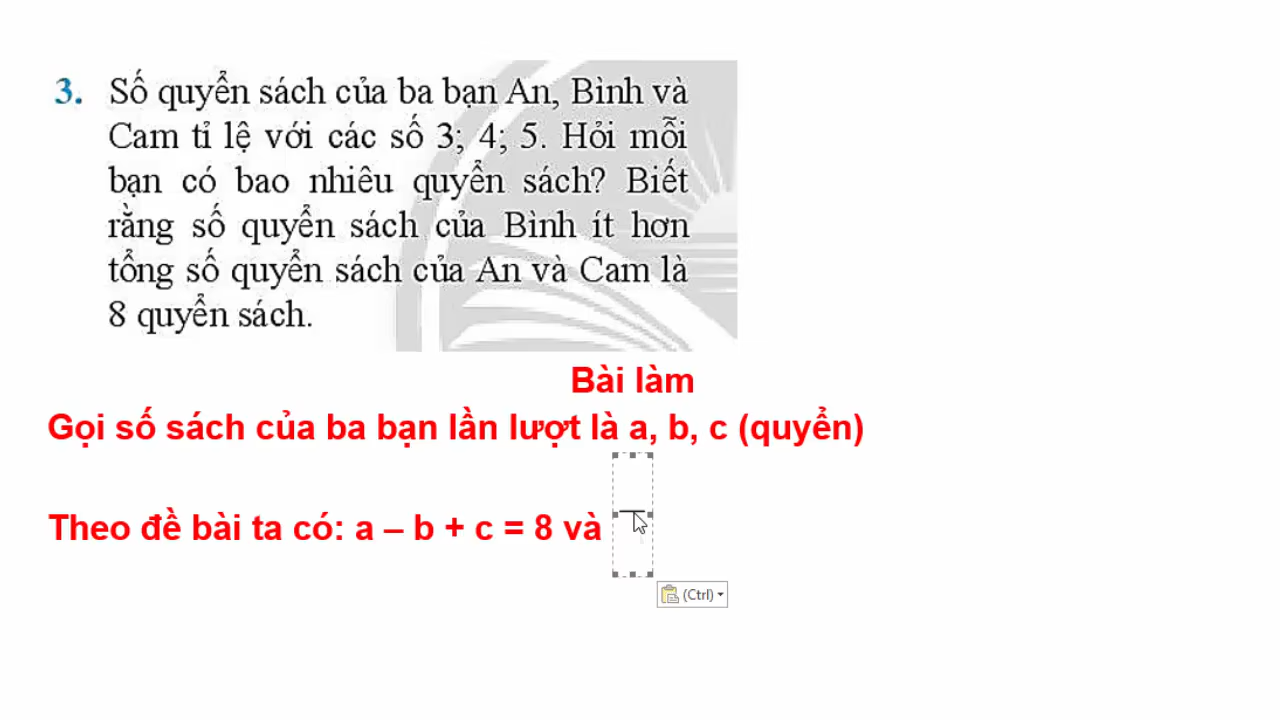 3. Số quyển sách của ba bạn An, Bình và
Cam tỉ lệ với các số 3; 4; 5. Hỏi mỗi
bạn có bao nhiêu quyển sách? Biết
rằng số quyển sách của Bình ít hơn
tổng số quyển sách của An và Cam là
8 quyển sách.
Bài làm
Gọi số sách của ba bạn lần lượt là a, b, c (quyển)
Theo đề bài ta có: a – b + c = 8 và
(Ctrl)